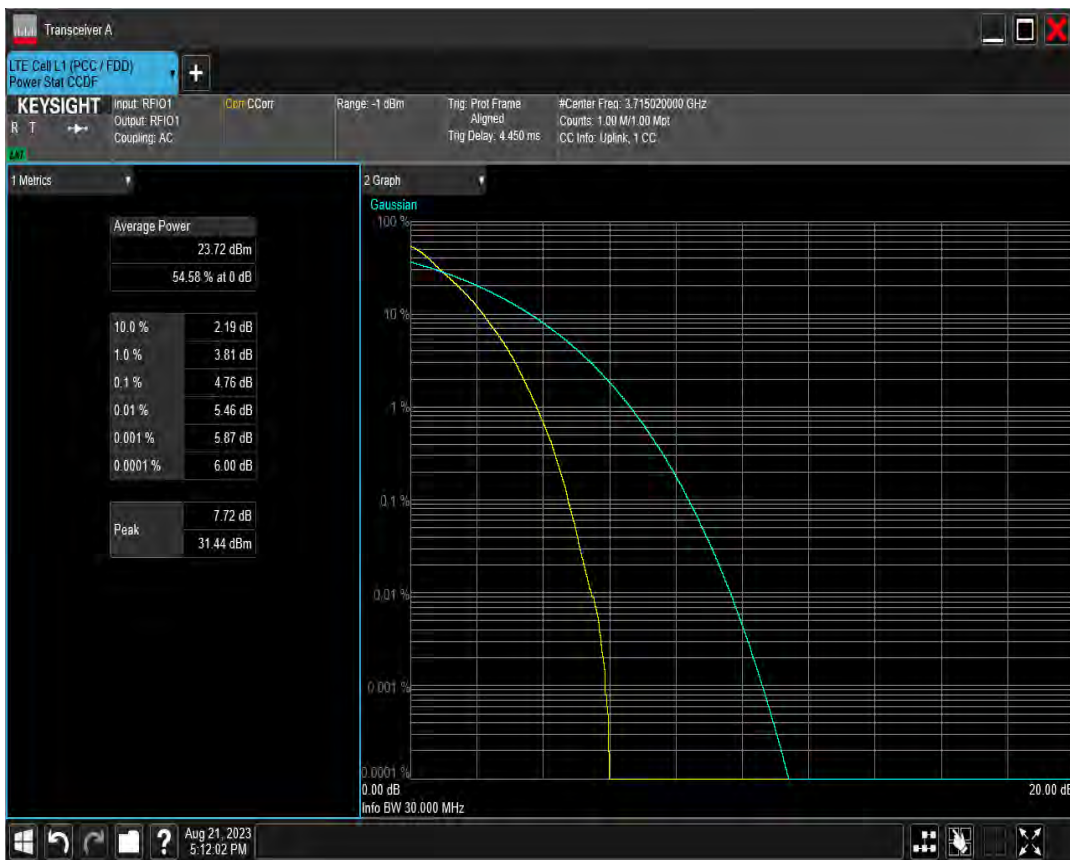 Transceiver A
LTE Cell L1 (PCC / FDD)
Power Stat CCDF
+
KEYSIGHT
R T
LNI
Input: RFIO1
Output: RFIO1
Coupling: AC
Corr CCorr
Range: -1 dBm
Trig: Prot Frame
Aligned
Trig Delay: 4.450 ms
#Center Freq: 3.715020000 GHz
Counts: 1.00 M/1.00 Mpt
CC Info: Uplink, 1 CC
1 Metrics
Average Power
23.72 dBm
54.58 % at 0 dB
10.0 % 2.19 dB
1.0 % 3.81 dB
0.1 % 4.76 dB
0.01 % 5.46 dB
0.001 % 5.87 dB
0.0001 % 6.00 dB
Peak
7.72 dB
31.44 dBm
2 Graph
Gaussian
100 %
10 %
1 %
0.1 %
0.01 %
0.001 %
0.0001 %
0.00 dB
20.00 dB
Info BW 30.000 MHz
?
Aug 21, 2023
5:12:02 PM